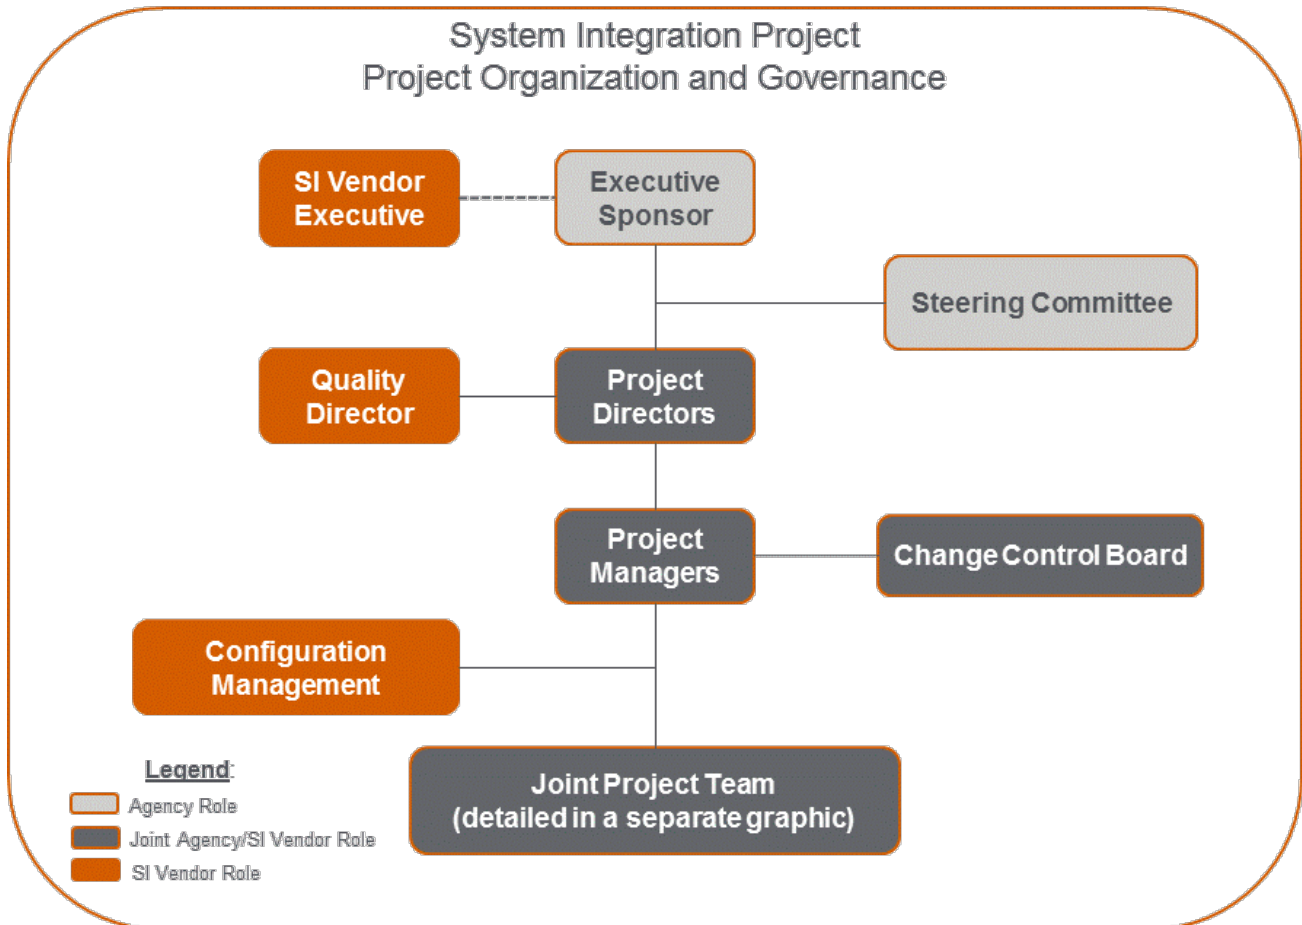 System Integration Project
Project Organization and Governance
SI Vendor
Executive
Executive
Sponsor
Steering Committee
Quality
Director
Project
Directors
Project
Managers
Change Control Board
Configuration
Management
Joint Project Team
(detailed in a separate graphic)
Legend:
Agency Role
Joint Agency/SI Vendor Role
SI Vendor Role